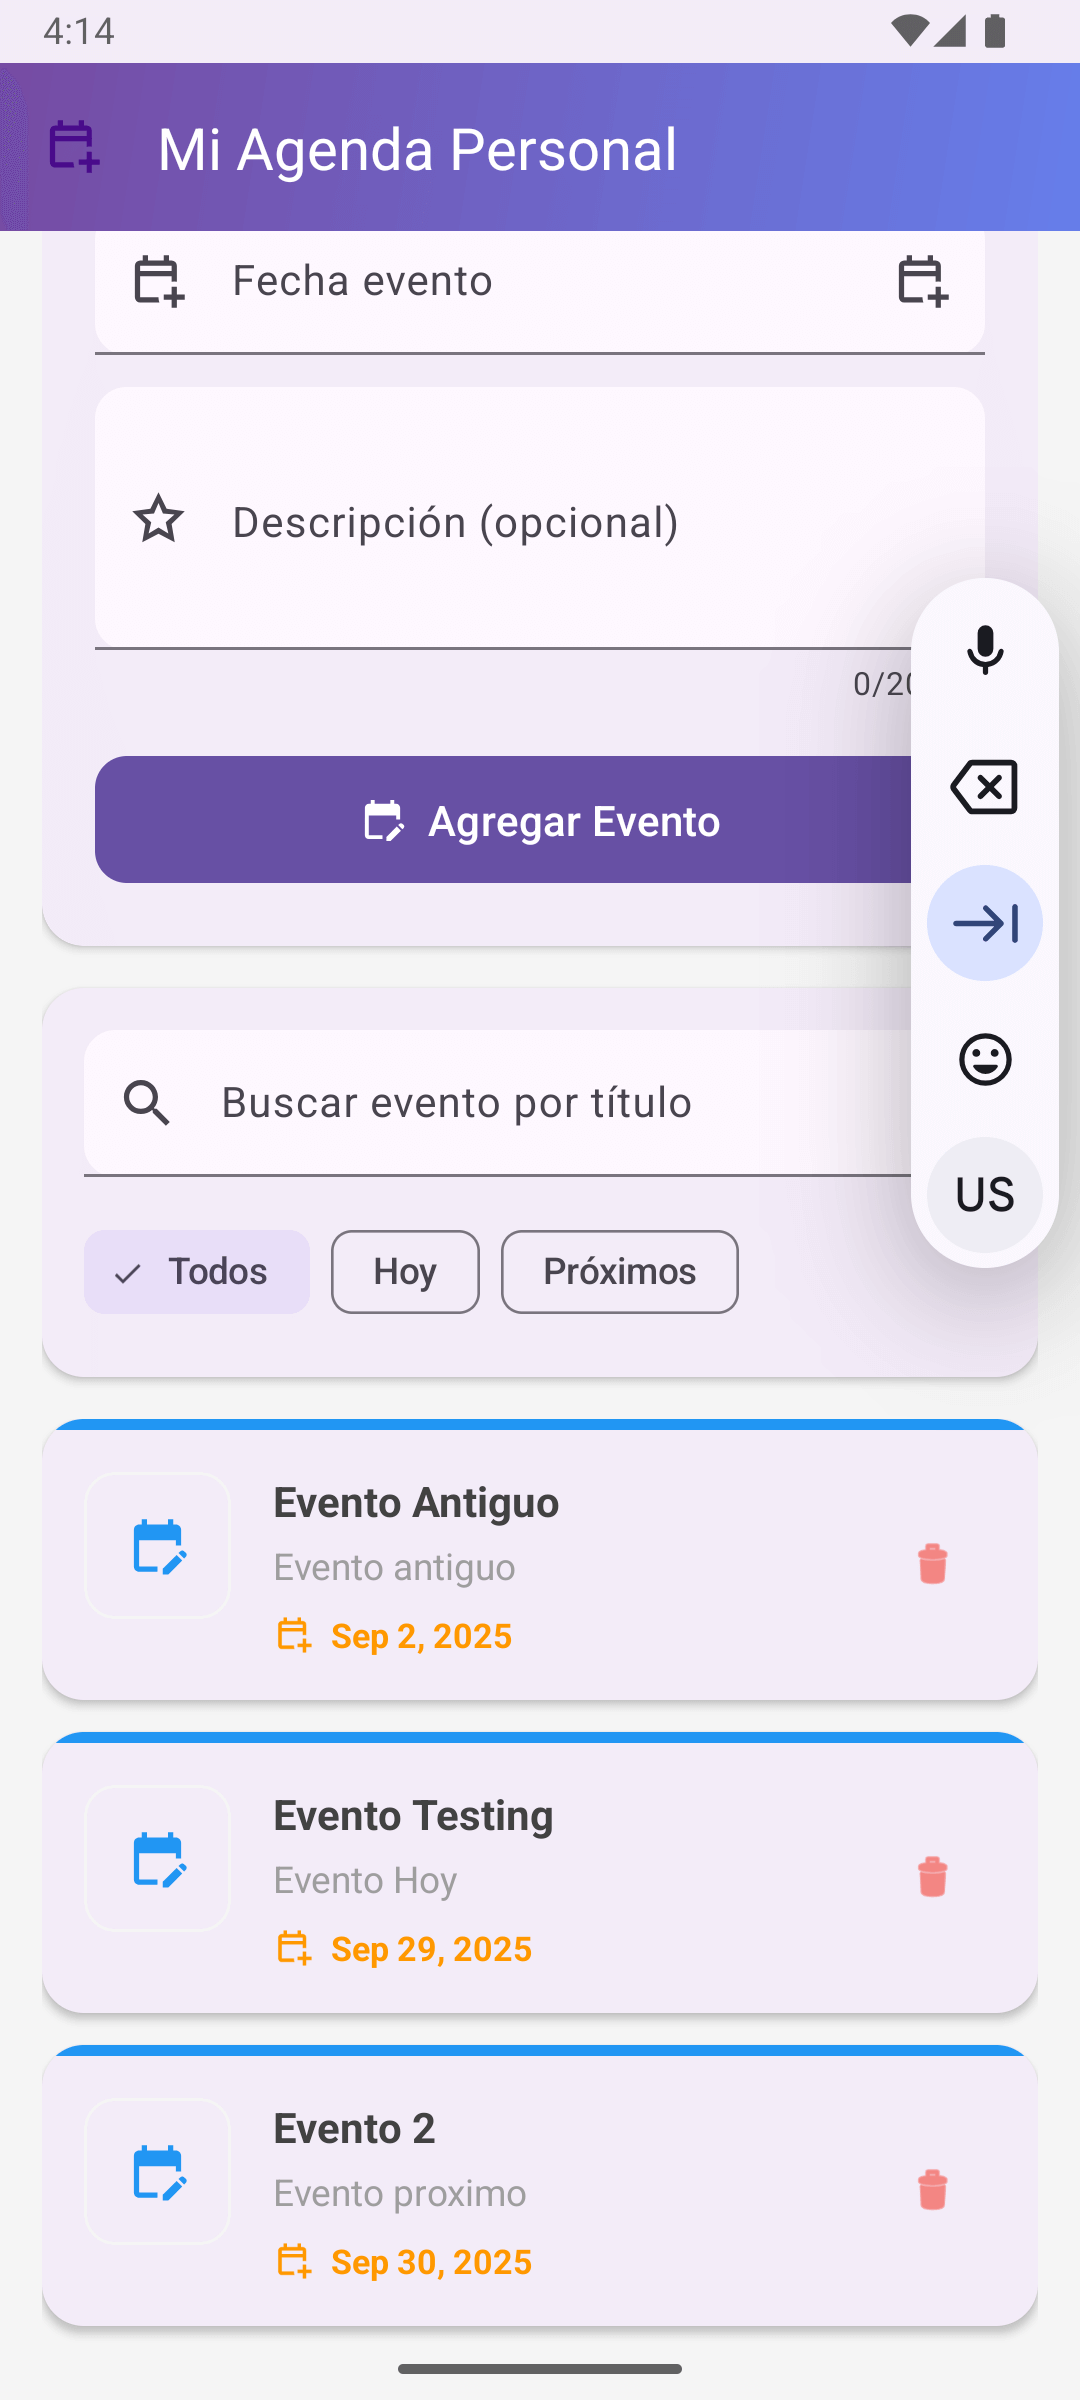 4:14
Mi Agenda Personal
Fecha evento
Descripción (opcional)
0/20
Agregar Evento
Buscar evento por título
US
Todos
Hoy
Próximos
Evento Antiguo
Evento antiguo
Sep 2, 2025
Evento Testing
Evento Hoy
Sep 29, 2025
Evento 2
Evento proximo
Sep 30, 2025